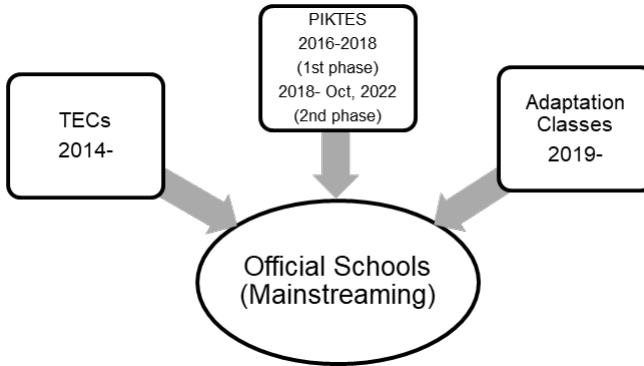 PIKTES
2016-2018
(1st phase)
2018- Oct, 2022
(2nd phase)
TECs
2014-
Adaptation
Classes
2019-
Official Schools
(Mainstreaming)